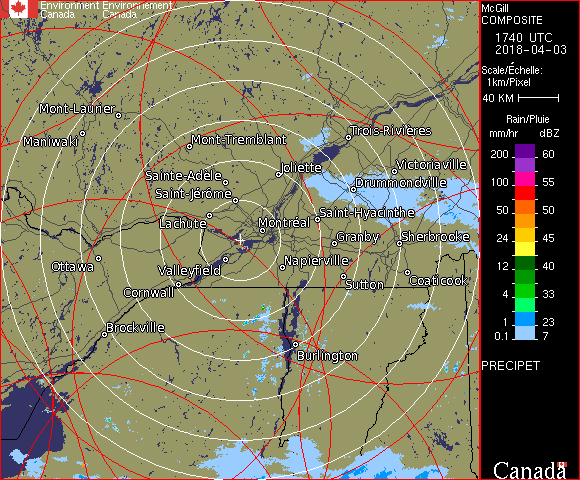 Environment Environnement
Canada Canada
Mont-Laurier
Maniwaki
Mont-Tremblant
Trois-Rivières
Joliette
Victoriaville
Sainte-Adèle
Drummondville
Saint-Jérôme
Lachute
Saint-Hyacinthe
Montréal
Granby
Sherbrooke
Ottawa
Valleyfield
Napierville
Cornwall
Sutton
Coaticook
Brockville
Burlington
McGill
COMPOSITE
1740 UTC
2018-04-03
Scale/Échelle:
1km/Pixel
40 KM
Rain/Pluie
mm/hr dBZ
200 60
100 55
50 50
24 45
12 40
4 33
1 23
0.1 7
PRECIPET
Canada